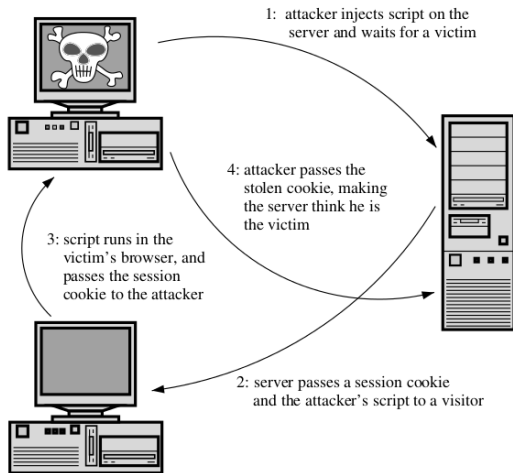 1: attacker injects script on the
server and waits for a victim
4: attacker passes the
stolen cookie, making
the server think he is
the victim
3: script runs in the
victim's browser, and
passes the session
cookie to the attacker
2: server passes a session cookie
and the attacker's script to a visitor